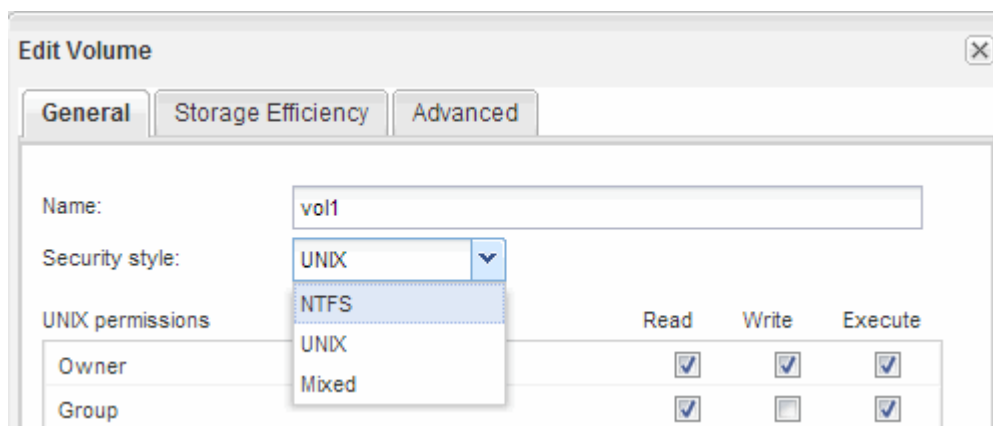 Edit Volume
General Storage Efficiency Advanced
Name: vol1
Security style: UNIX
NTFS
UNIX
Mixed
UNIX permissions Read Write Execute
Owner
Group